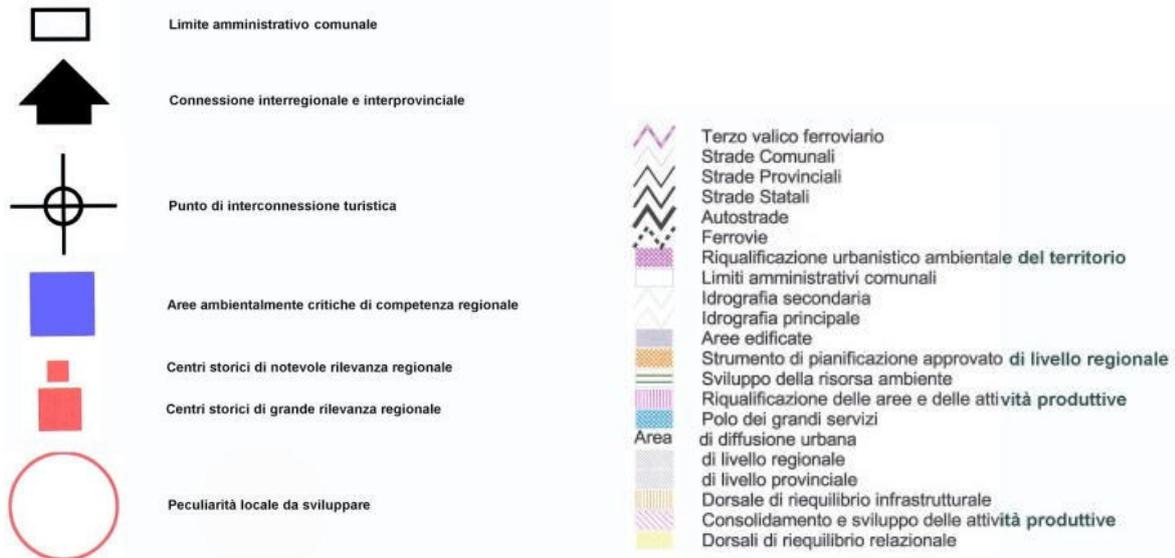 Limite amministrativo comunale
Connessione interregionale e interprovinciale
Punto di interconnessione turistica
Aree ambientalmente critiche di competenza regionale
Centri storici di notevole rilevanza regionale
Centri storici di grande rilevanza regionale
Peculiarità locale da sviluppare
Terzo valico ferroviario
Strade Comunali
Strade Provinciali
Strade Statali
Autostrade
Ferrovie
Riqualificazione urbanistico ambientale del territorio
Limiti amministrativi comunali
Idrografia secondaria
Idrografia principale
Aree edificate
Strumento di pianificazione approvato di livello regionale
Sviluppo della risorsa ambiente
Riqualificazione delle aree e delle attività produttive
Polo dei grandi servizi
Area di diffusione urbana
di livello regionale
di livello provinciale
Dorsale di riequilibrio infrastrutturale
Consolidamento e sviluppo delle attività produttive
Dorsali di riequilibrio relazionale